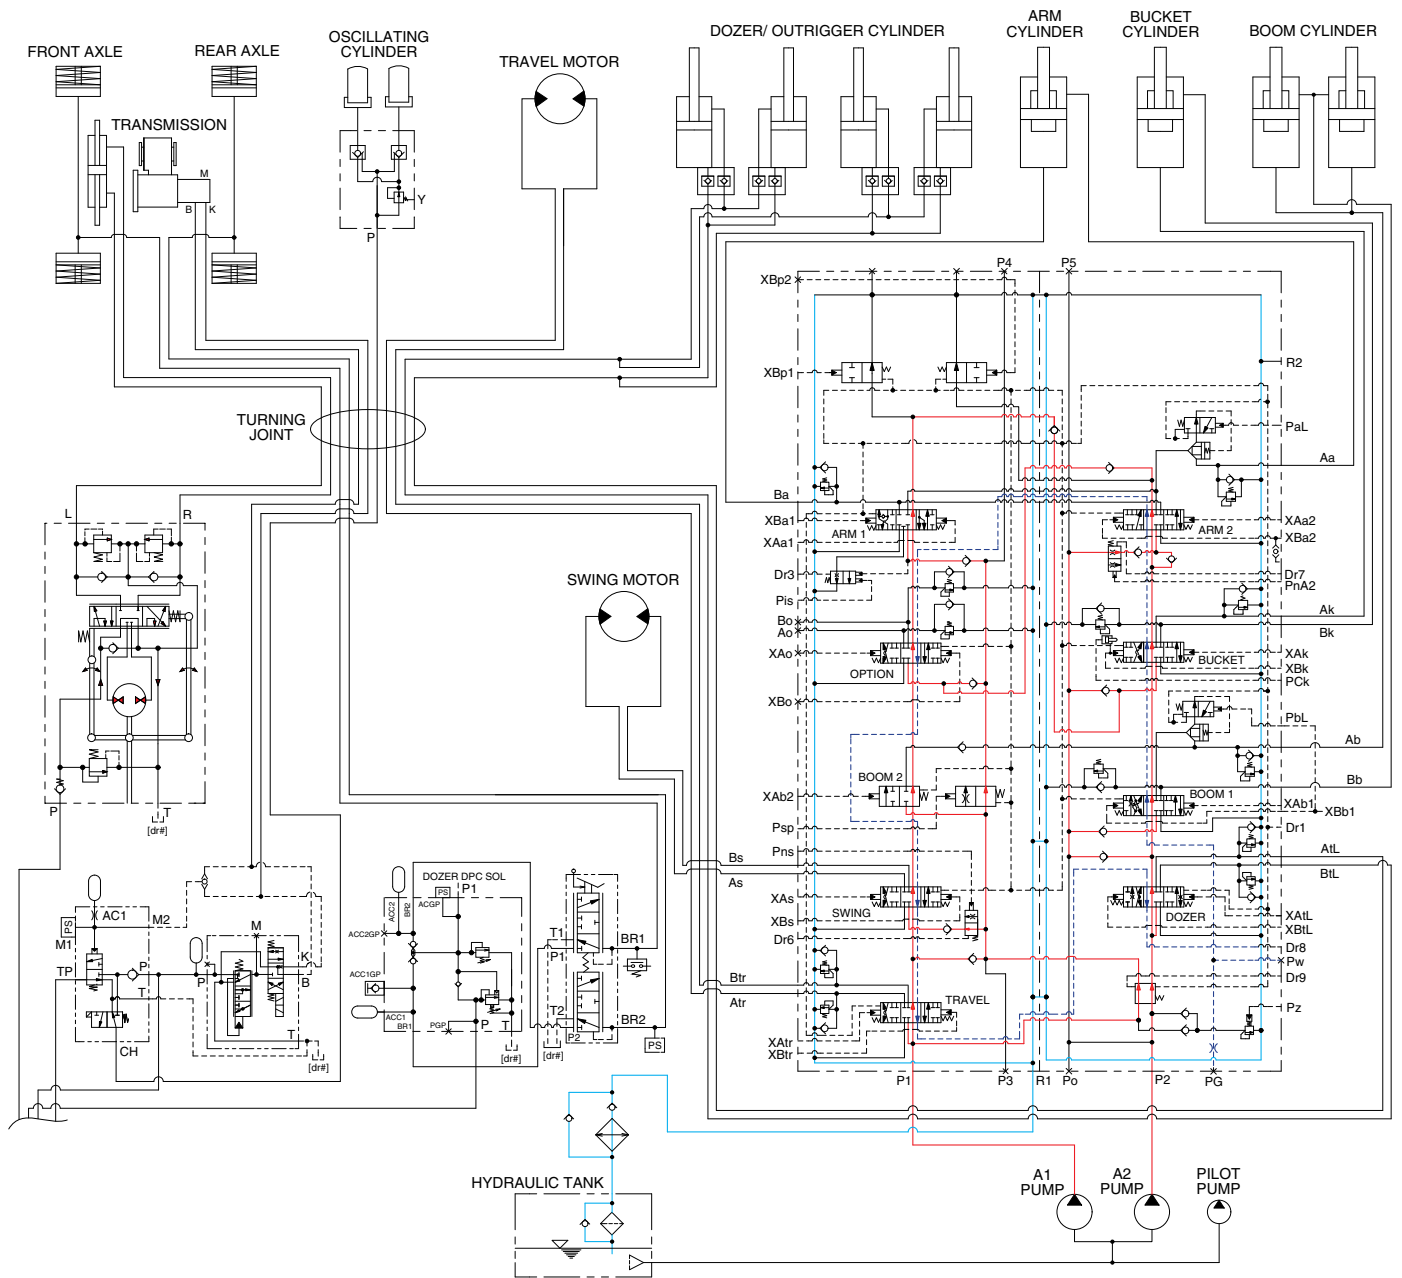 FRONT AXLE
REAR AXLE
OSCILLATING
CYLINDER
TRAVEL MOTOR
DOZER/ OUTRIGGER CYLINDER
ARM
CYLINDER
BUCKET
CYLINDER
BOOM CYLINDER
TRANSMISSION
M
B
K
Y
P
XBp2
P4
P5
XBp1
R2
TURNING
JOINT
PaL
Aa
Ba
XBa1
ARM 1
XAa1
ARM 2
XAa2
XBa2
L
R
Dr3
Pis
Dr7
PnA2
SWING MOTOR
Bo
Ao
XAo
OPTION
XBo
Ak
Bk
BUCKET
XAk
XBk
PCk
PbL
Ab
BOOM 2
XAb2
Bb
BOOM 1
XAb1
XBb1
Psp
Dr1
P
T
[dr#]
Pns
Bs
As
AtL
BtL
DOZER DPC SOL
PS
P1
ACGP
ACC2
BR2
ACC2GP
ACC1GP
ACC1
BR1
PGP
P
T
[dr#]
XAs
SWING
XBs
Dr6
DOZER
XAtL
XBtL
Dr8
Pw
Dr9
AC1
PS
M2
M1
TP
P
T
CH
M
P
K
B
T
[dr#]
T1
P1
BR1
T2
P2
BR2
PS
[dr#]
Btr
Atr
TRAVEL
XAtr
XBtr
Pz
P1
P3
R1
Po
P2
PG
HYDRAULIC TANK
A1
PUMP
A2
PUMP
PILOT
PUMP